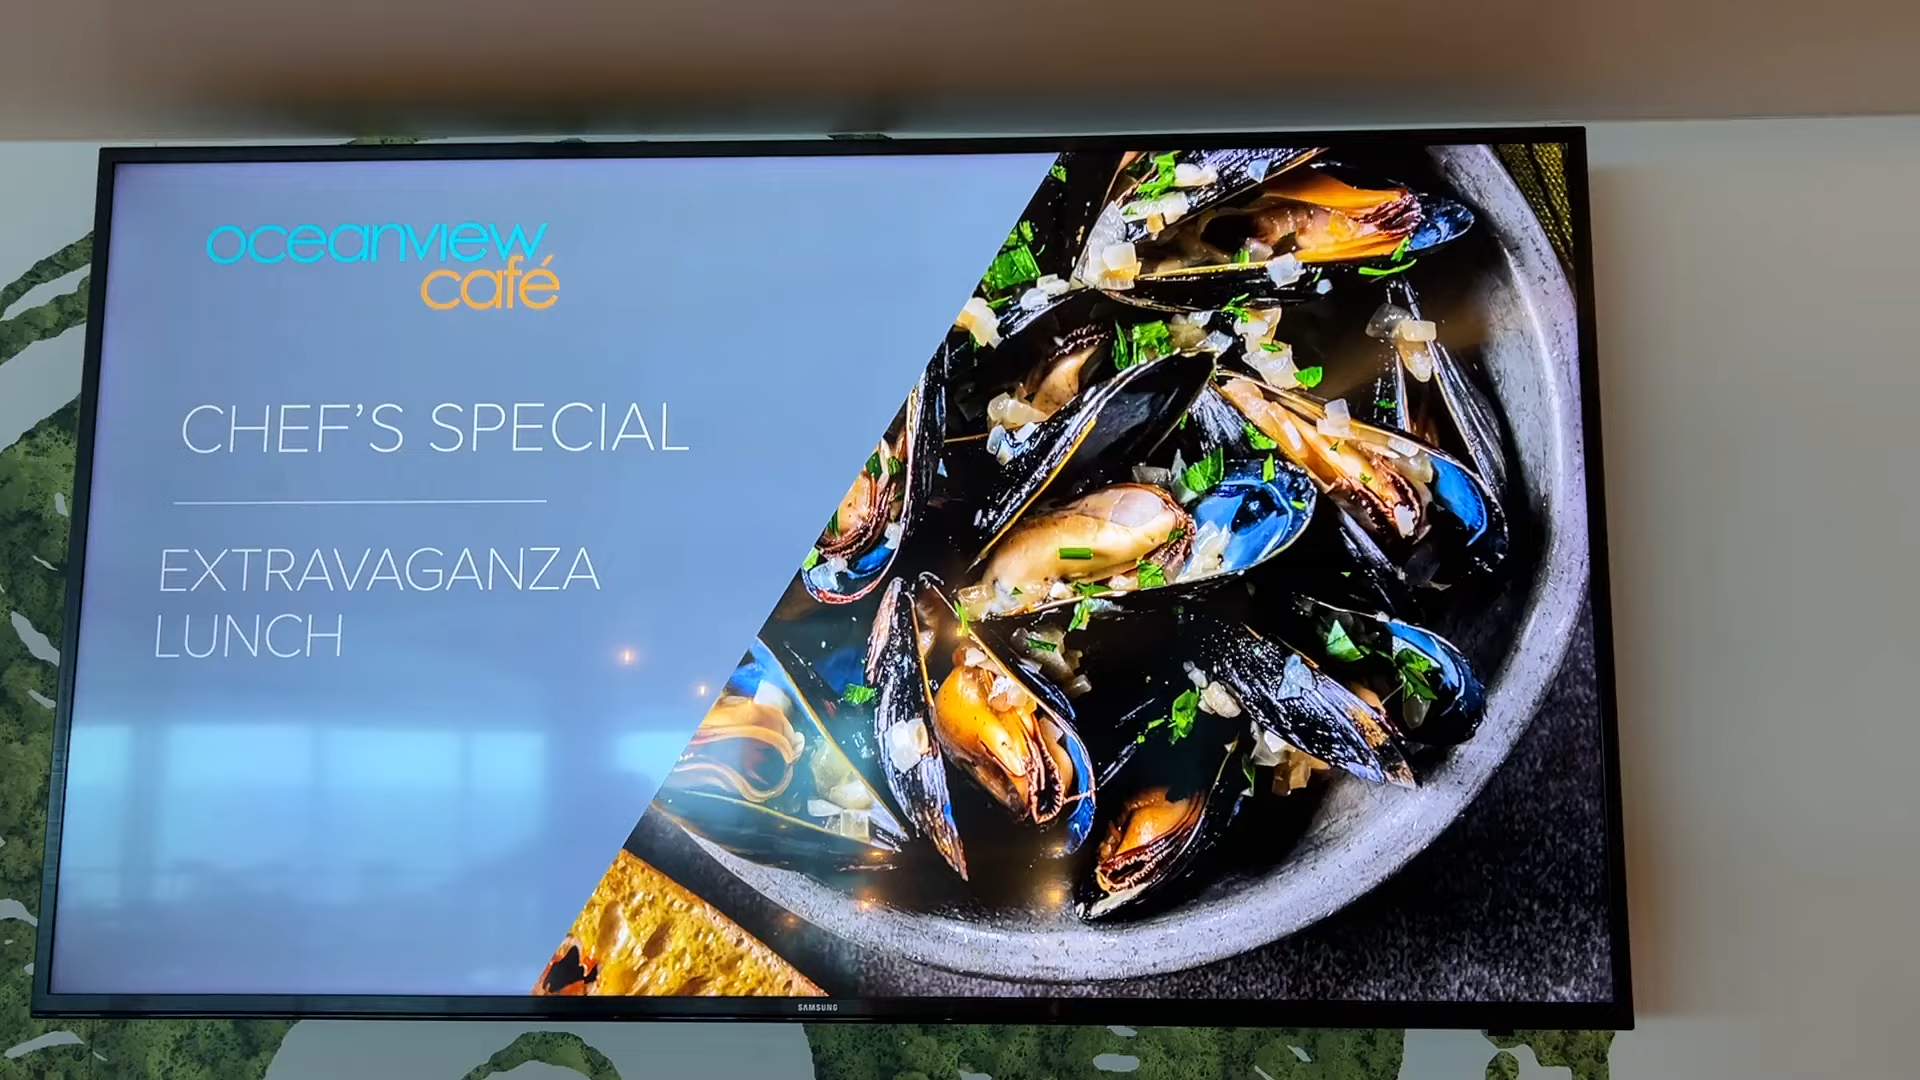 oceanview
café
CHEF'S SPECIAL
EXTRAVAGANZA
LUNCH
SAMSUNG